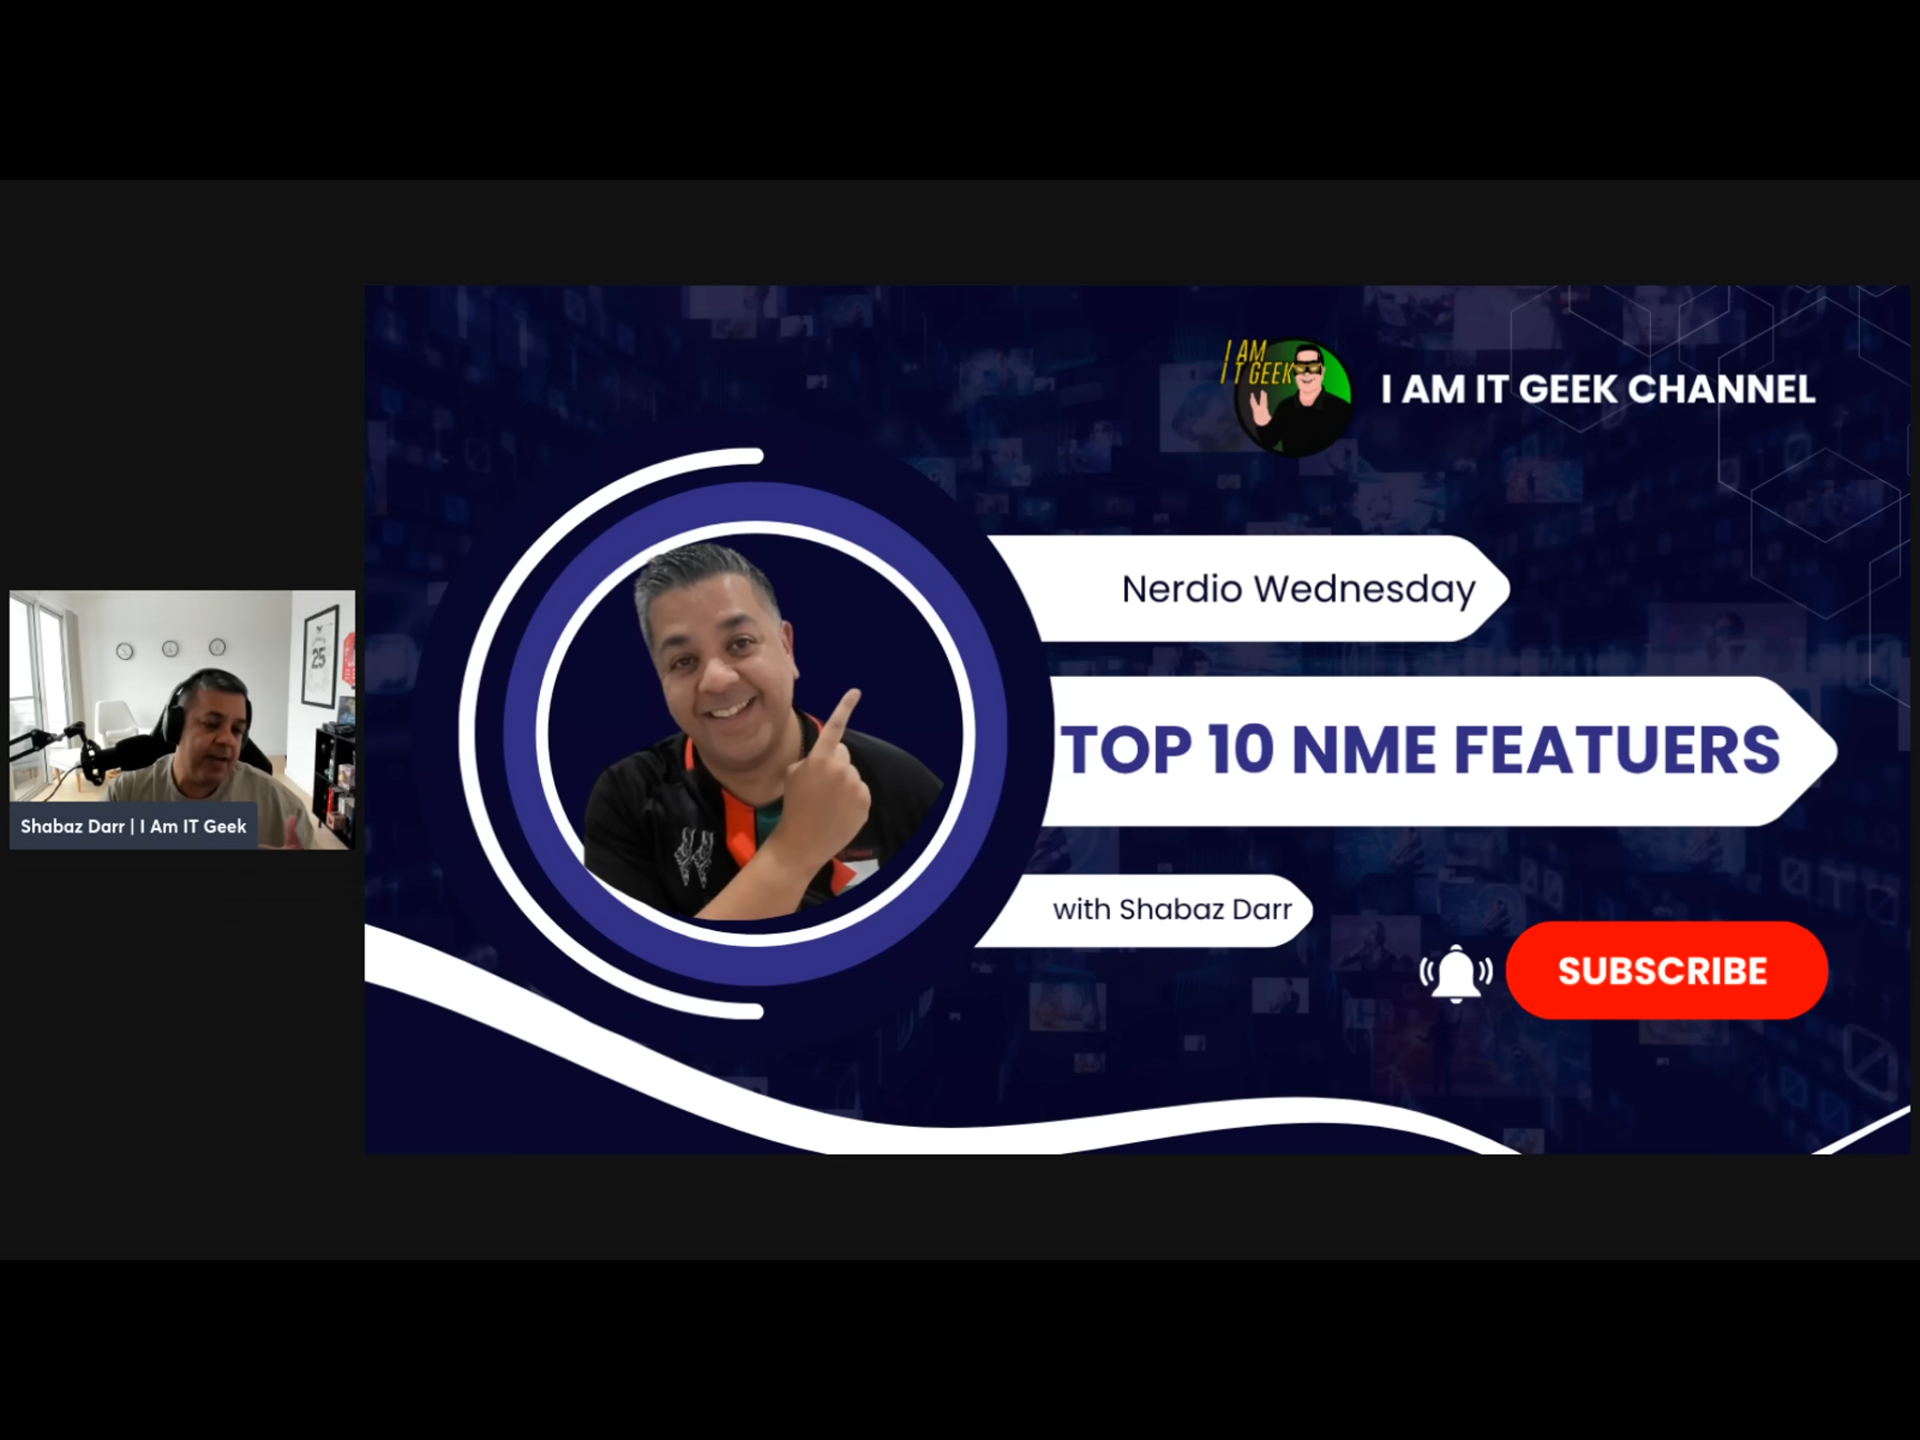 I AM
IT GEEK
I AM IT GEEK CHANNEL
Nerdio Wednesday
TOP 10 NME FEATUERS
with Shabaz Darr
SUBSCRIBE
25
Shabaz Darr | I Am IT Geek